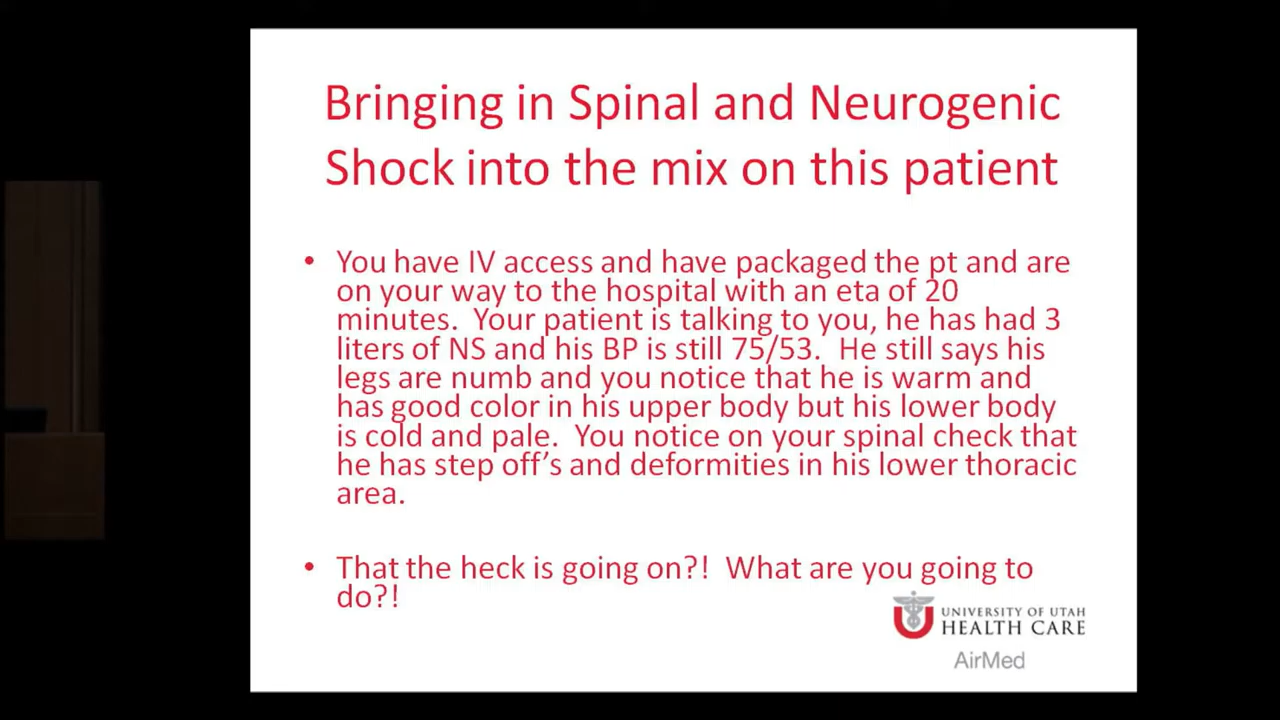 Bringing in Spinal and Neurogenic
Shock into the mix on this patient
• You have IV access and have packaged the pt and are
on your way to the hospital with an eta of 20
minutes.  Your patient is talking to you, he has had 3
liters of NS and his BP is still 75/53.  He still says his
legs are numb and you notice that he is warm and
has good color in his upper body but his lower body
is cold and pale.  You notice on your spinal check that
he has step off's and deformities in his lower thoracic
area.
• That the heck is going on?!  What are you going to
do?!
UNIVERSITY OF UTAH
HEALTH CARE
AirMed